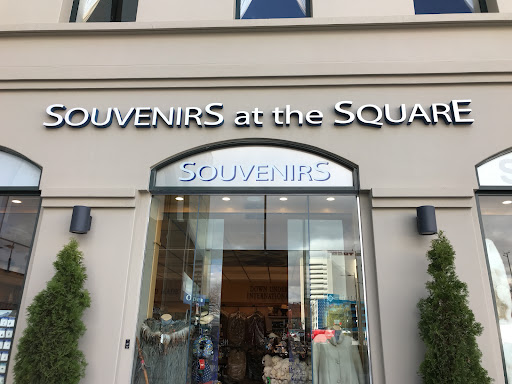 SOUVENIRS at the SQUARE
SOUVENIRS